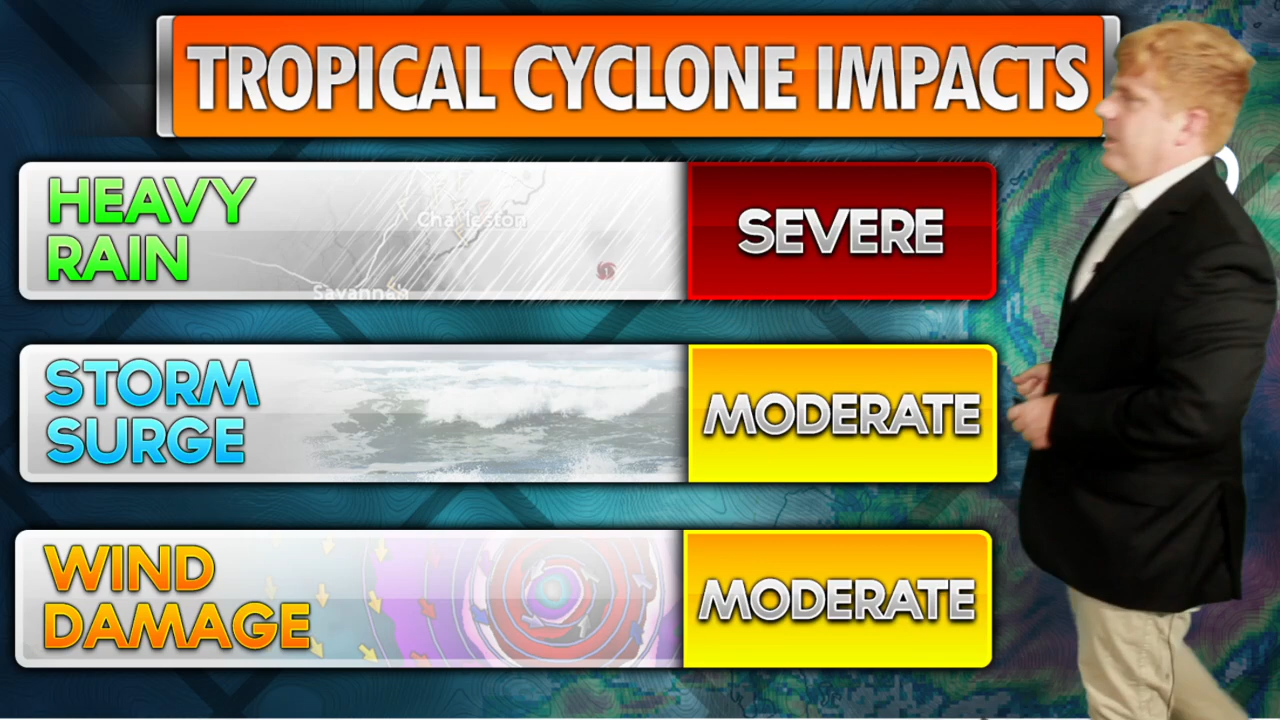 TROPICAL CYCLONE IMPACTS
HEAVY
RAIN
Charleston
Savannah
SEVERE
STORM
SURGE
MODERATE
WIND
DAMAGE
MODERATE